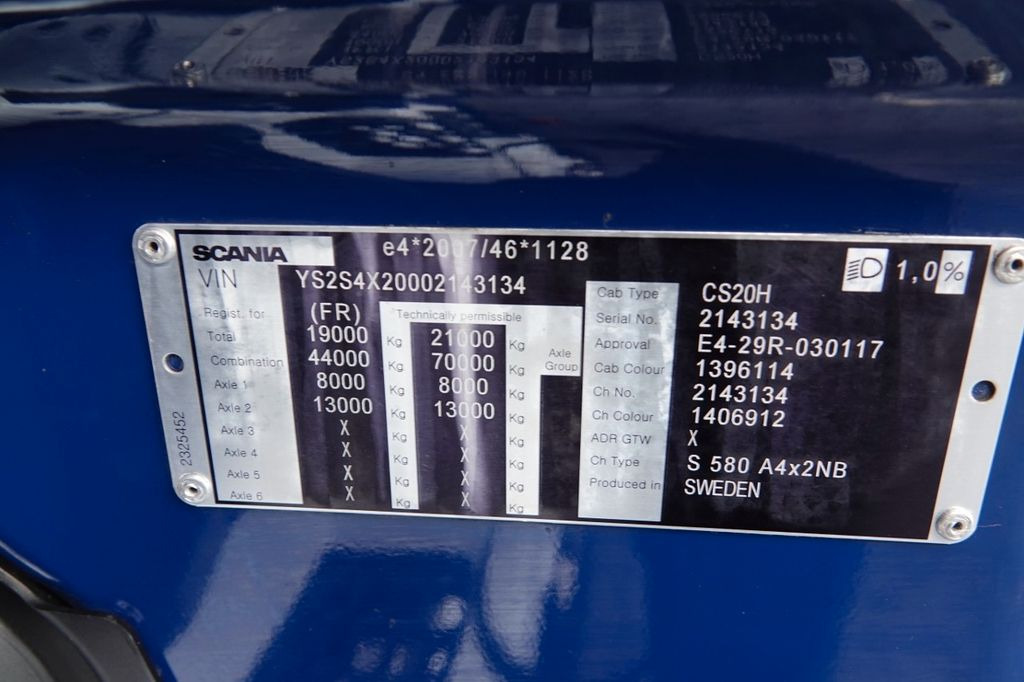 SCANIA e4*2007/46*1128
VIN YS2S4X20002143134
1,0%
Regist. for (FR) Technically permissible
Total 19000 Kg 21000 Kg
Combination 44000 Kg 70000 Kg
Axle 1 8000 Kg 8000 Kg
Axle 2 13000 Kg 13000 Kg
Axle 3 X Kg X Kg
Axle 4 X Kg X Kg
Axle 5 X Kg X Kg
Axle 6 X Kg X Kg
Axle
Group
Cab Type CS20H
Serial No. 2143134
Approval E4-29R-030117
Cab Colour 1396114
Ch No. 2143134
Ch Colour 1406912
ADR GTW X
Ch Type S 580 A4x2NB
Produced in SWEDEN
2325452